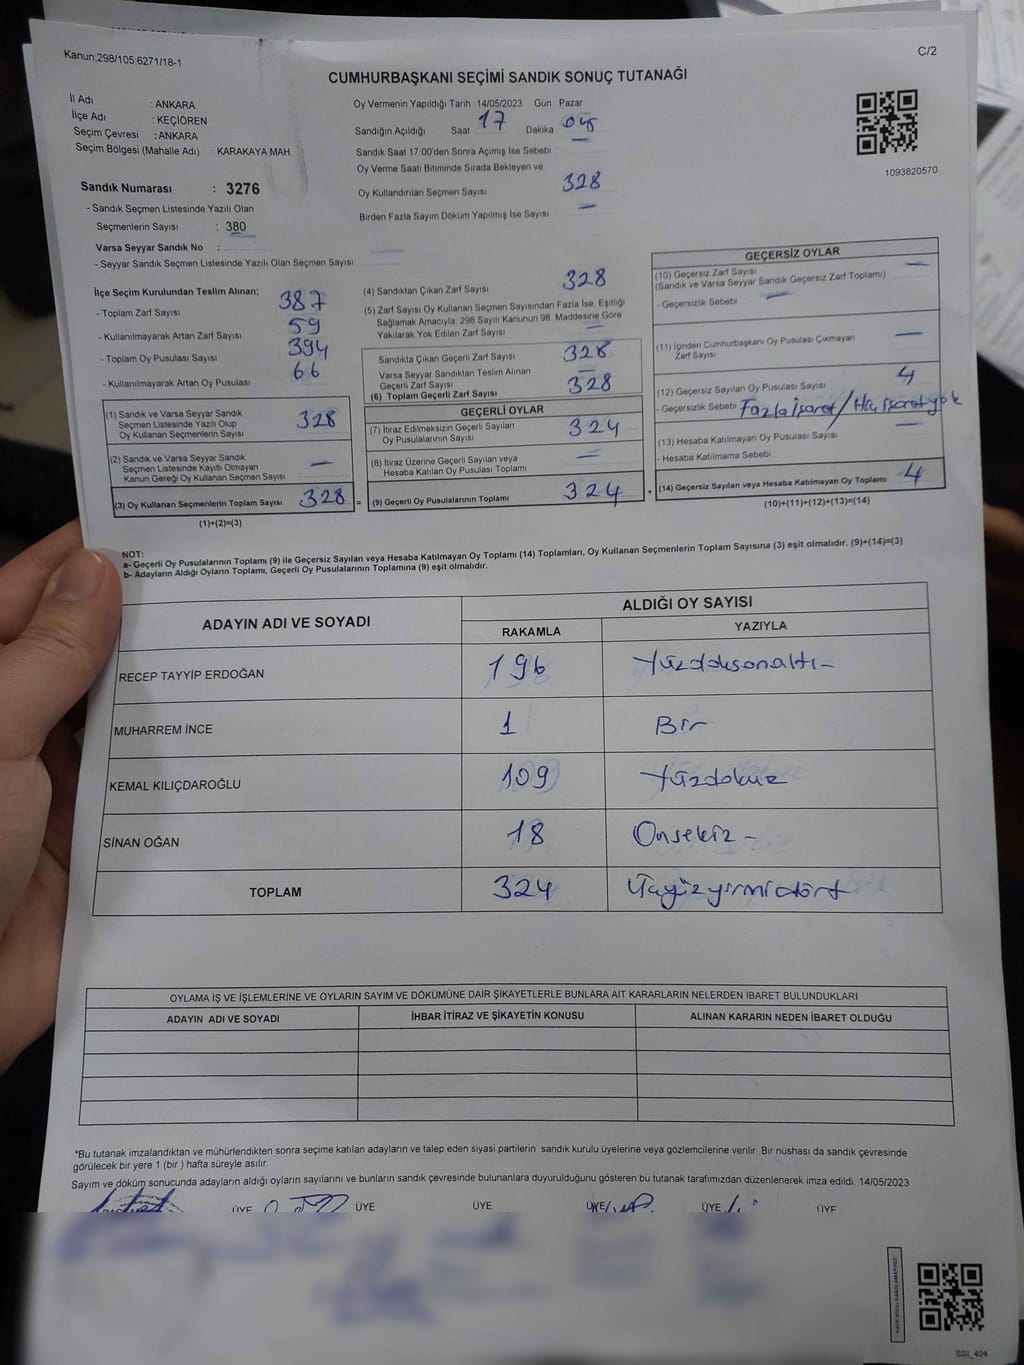 Kanun;298/105;6271/18-1
C/2
CUMHURBAŞKANI SEÇİMİ SANDIK SONUÇ TUTANAĞI
İl Adı : ANKARA
İlçe Adı : KEÇİÖREN
Seçim Çevresi : ANKARA
Seçim Bölgesi (Mahalle Adı) : KARAKAYA MAH.
Sandık Numarası : 3276
- Sandık Seçmen Listesinde Yazılı Olan
Seçmenlerin Sayısı : 380
Varsa Seyyar Sandık No :
- Seyyar Sandık Seçmen Listesinde Yazılı Olan Seçmen Sayısı:
Oy Vermenin Yapıldığı Tarih : 14/05/2023 Gün : Pazar
Sandığın Açıldığı Saat 17 Dakika 05
Sandık Saat 17:00'den Sonra Açımış İse Sebebi :
Oy Verme Saati Bitiminde Sırada Bekleyen ve
Oy Kullandırılan Seçmen Sayısı 328
Birden Fazla Sayım Döküm Yapılmış İse Sayısı —
1093820570
İlçe Seçim Kurulundan Teslim Alınan;
- Toplam Zarf Sayısı 387
- Kullanılmayarak Artan Zarf Sayısı 59
- Toplam Oy Pusulası Sayısı 394
- Kullanılmayarak Artan Oy Pusulası 66
(1) Sandık ve Varsa Seyyar Sandık
Seçmen Listesinde Yazılı Olup
Oy Kullanan Seçmenlerin Sayısı 328
(2) Sandık ve Varsa Seyyar Sandık
Seçmen Listesinde Kayıtlı Olmayan
Kanun Gereği Oy Kullanan Seçmen Sayısı —
(3) Oy Kullanan Seçmenlerin Toplam Sayısı 328 =
(1)+(2)=(3)
(4) Sandıktan Çıkan Zarf Sayısı 328
(5) Zarf Sayısı Oy Kullanan Seçmen Sayısından Fazla İse, Eşitliği
Sağlamak Amacıyla; 298 Sayılı Kanunun 98. Maddesine Göre
Yakılarak Yok Edilen Zarf Sayısı —
Sandıkta Çıkan Geçerli Zarf Sayısı 328
Varsa Seyyar Sandıktan Teslim Alınan
Geçerli Zarf Sayısı —
(6) Toplam Geçerli Zarf Sayısı 328
GEÇERLİ OYLAR
(7) İtiraz Edilmeksizin Geçerli Sayılan
Oy Pusulalarının Sayısı 324
(8) İtiraz Üzerine Geçerli Sayılan veya
Hesaba Katılan Oy Pusulası Toplamı —
(9) Geçerli Oy Pusulalarının Toplamı 324 +
GEÇERSİZ OYLAR
(10) Geçersiz Zarf Sayısı
(Sandık ve Varsa Seyyar Sandık Geçersiz Zarf Toplamı) —
- Geçersizlik Sebebi : —
(11) İçinden Cumhurbaşkanı Oy Pusulası Çıkmayan
Zarf Sayısı —
(12) Geçersiz Sayılan Oy Pusulası Sayısı 4
- Geçersizlik Sebebi : Fazla işaret / Hiç işaret yok
(13) Hesaba Katılmayan Oy Pusulası Sayısı —
- Hesaba Katılmama Sebebi :
(14) Geçersiz Sayılan veya Hesaba Katılmayan Oy Toplamı 4
(10)+(11)+(12)+(13)=(14)
NOT:
a- Geçerli Oy Pusulalarının Toplamı (9) ile Geçersiz Sayılan veya Hesaba Katılmayan Oy Toplamı (14) Toplamları, Oy Kullanan Seçmenlerin Toplam Sayısına (3) eşit olmalıdır. (9)+(14)=(3)
b- Adayların Aldığı Oyların Toplamı, Geçerli Oy Pusulalarının Toplamına (9) eşit olmalıdır.
ADAYIN ADI VE SOYADI ALDIĞI OY SAYISI
RAKAMLA YAZIYLA
RECEP TAYYİP ERDOĞAN 196 Yüzdoksanaltı -
MUHARREM İNCE 1 Bir
KEMAL KILIÇDAROĞLU 109 Yüzdokuz
SİNAN OĞAN 18 Onsekiz -
TOPLAM 324 Üçyüzyirmidört
OYLAMA İŞ VE İŞLEMLERİNE VE OYLARIN SAYIM VE DÖKÜMÜNE DAİR ŞİKAYETLERLE BUNLARA AİT KARARLARIN NELERDEN İBARET BULUNDUKLARI
ADAYIN ADI VE SOYADI İHBAR İTİRAZ VE ŞİKAYETİN KONUSU ALINAN KARARIN NEDEN İBARET OLDUĞU
*Bu tutanak imzalandıktan ve mühürlendikten sonra seçime katılan adayların ve talep eden siyasi partilerin sandık kurulu üyelerine veya gözlemcilerine verilir. Bir nüshası da sandık çevresinde
görülecek bir yere 1 (bir ) hafta süreyle asılır.
Sayım ve döküm sonucunda adayların aldığı oyların sayılarını ve bunların sandık çevresinde bulunanlara duyurulduğunu gösteren bu tutanak tarafımızdan düzenlenerek imza edildi. 14/05/2023
ÜYE ÜYE ÜYE ÜYE ÜYE ÜYE
SSI_404